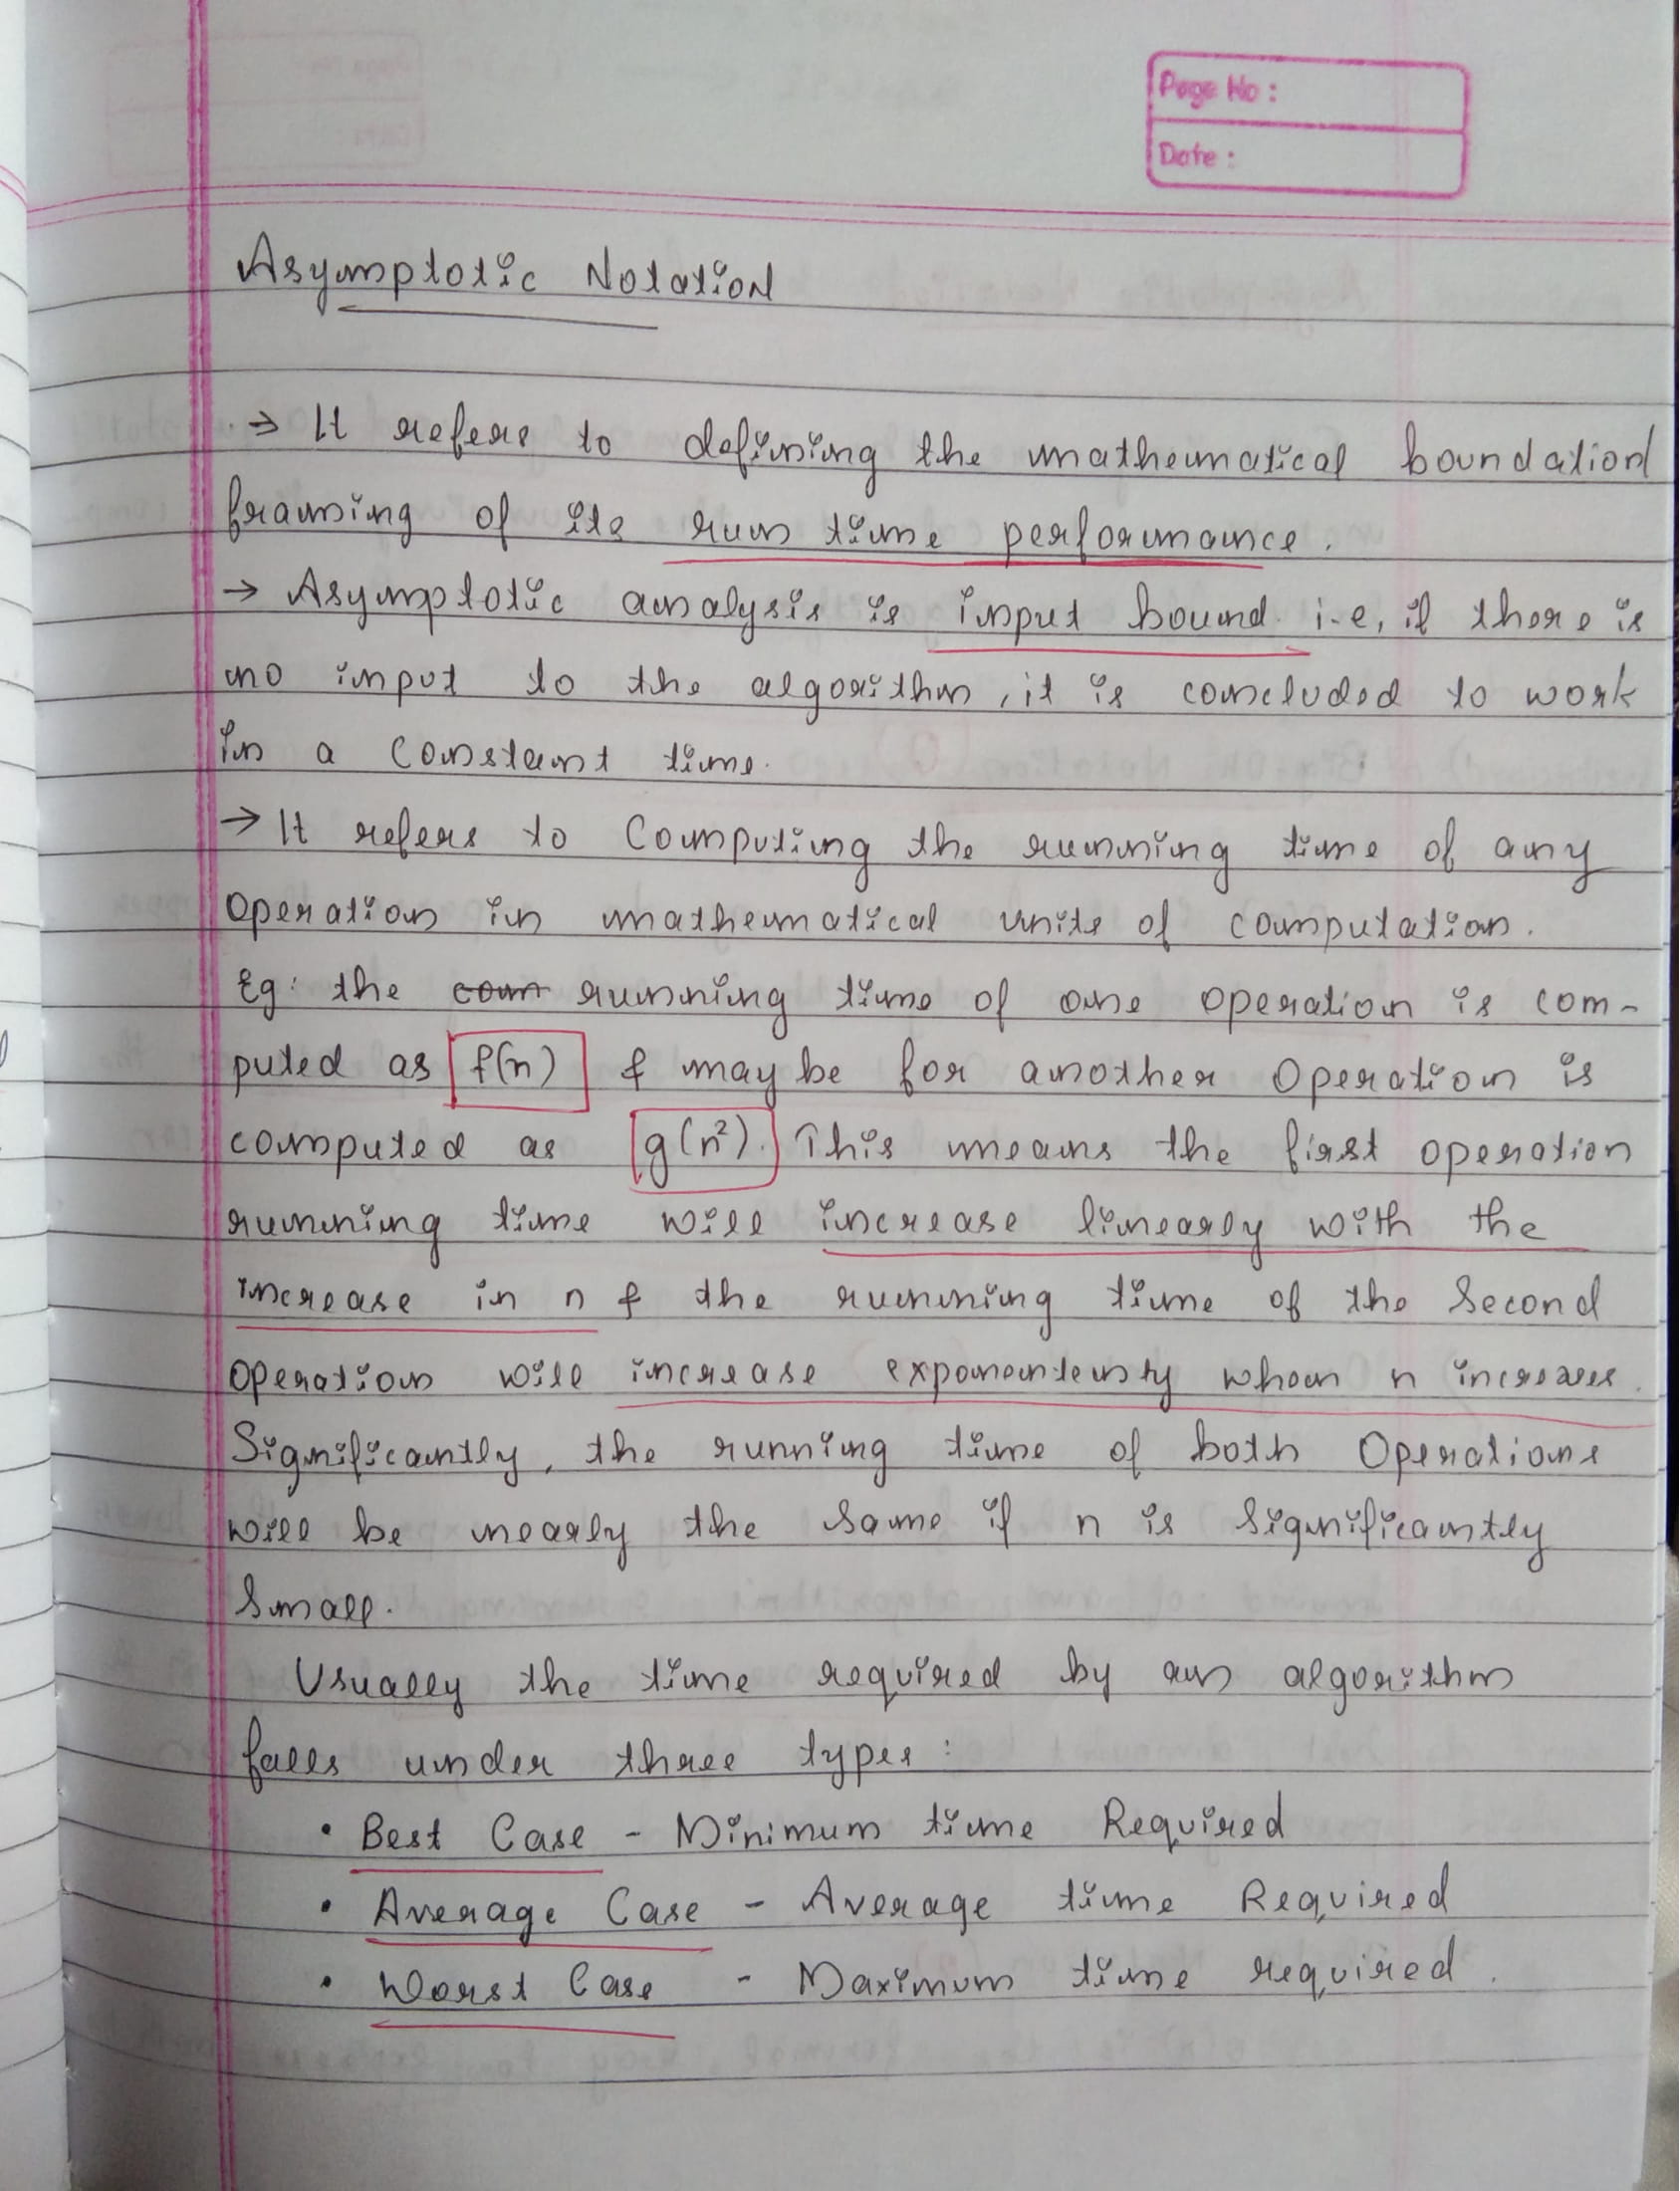 Page No :
Date :
Asymptotic Notation
→ It refers to defining the mathematical boundation
framing of its run time performance.
→ Asymptotic analysis is input bound i.e, if there is
no input to the algorithm, it is concluded to work
in a constant time.
→ It refers to Computing the running time of any
operation in mathematical units of computation.
Eg: the running time of one operation is com-
puted as f(n) & may be for another operation is
computed as g(n²). This means the first operation
running time will increase linearly with the
increase in n & the running time of the second
operation will increase when n increases.
Significantly, the running time of both operations
will be nearly the same if n is significantly
small.
Usually the time required by an algorithm
falls under three types:
• Best Case - Minimum time Required
• Average Case - Average time Required
• Worst Case - Maximum time required.